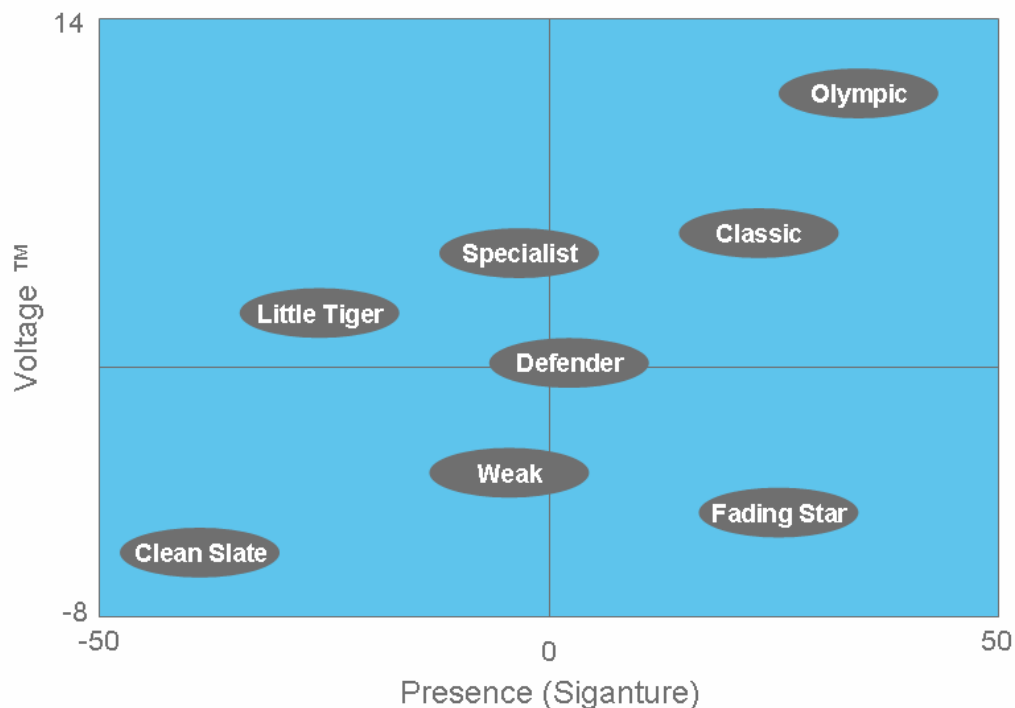 14
Olympic
Classic
Specialist
Little Tiger
Voltage ™
Defender
Weak
Fading Star
Clean Slate
-8
-50
0
50
Presence (Siganture)